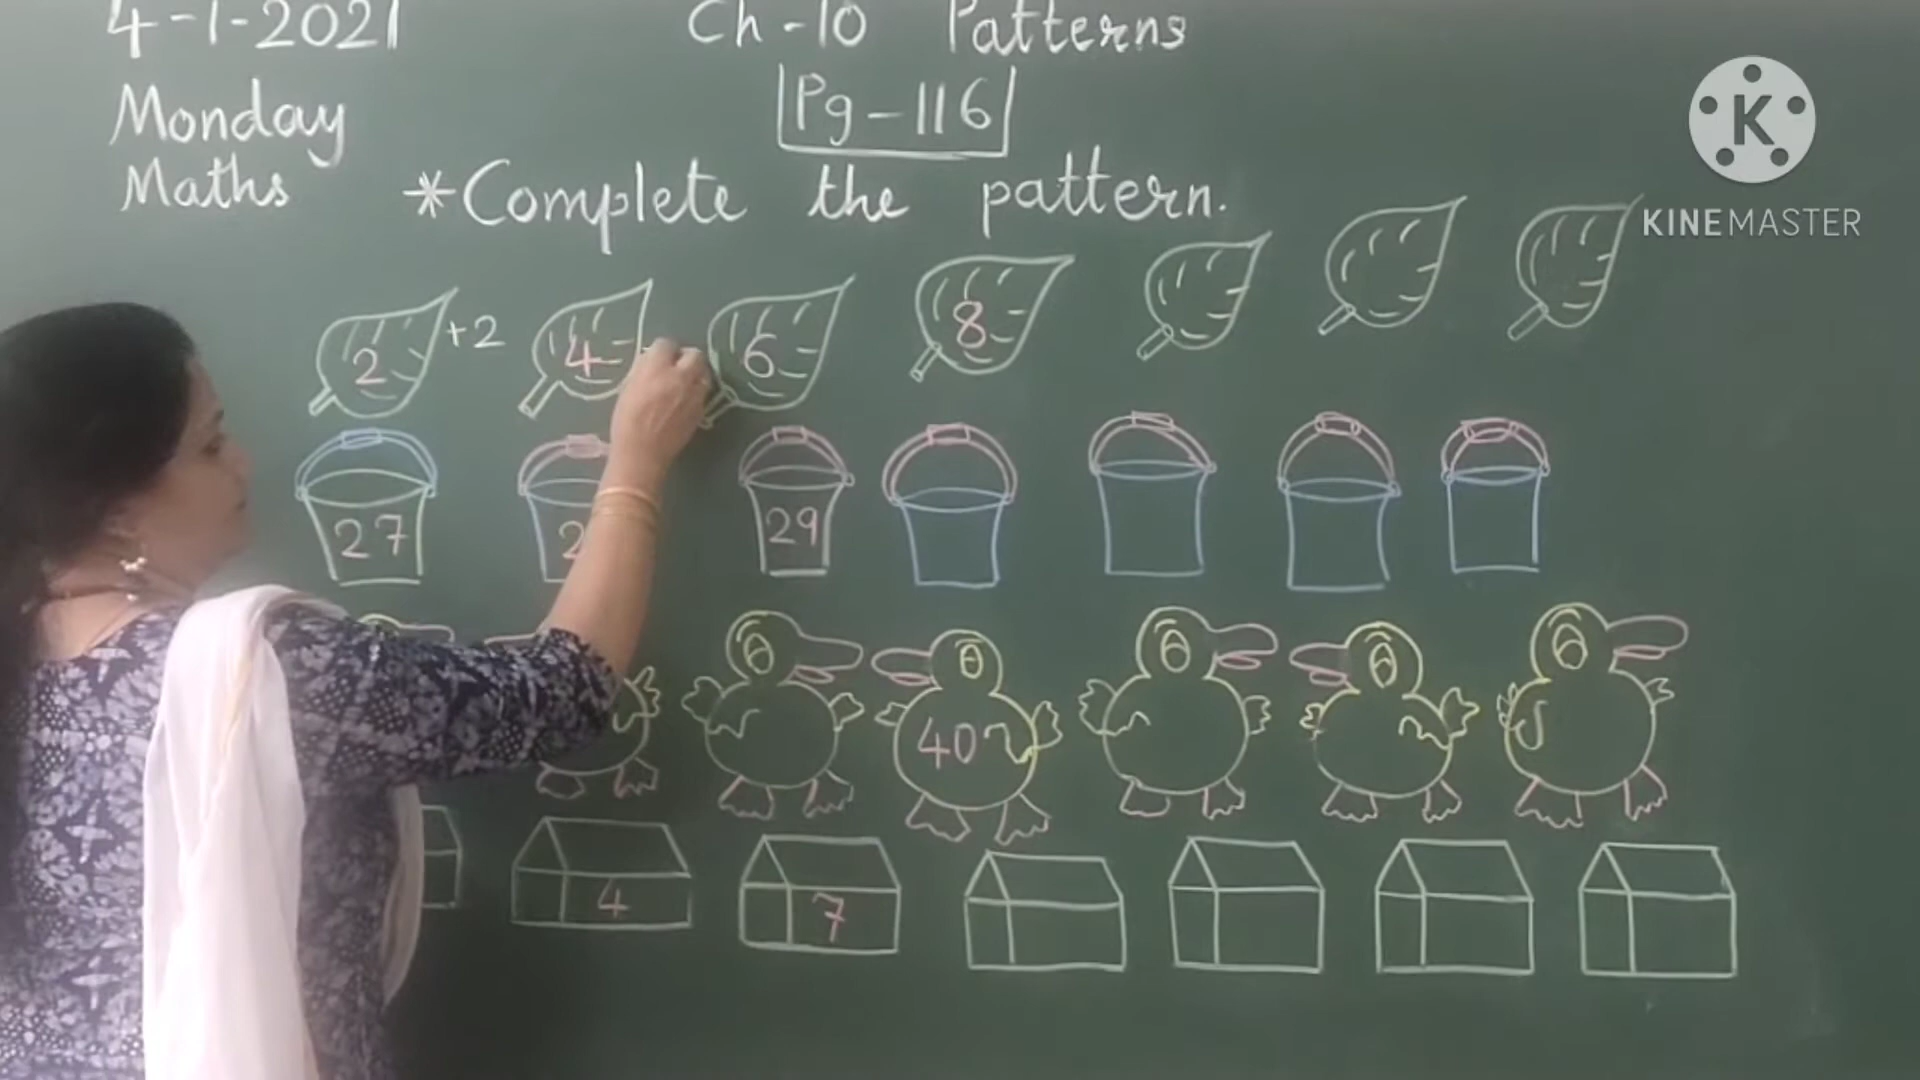 4-1-2021
Ch-10 Patterns
Monday
Pg-116
Maths
*Complete the pattern.
K
KINEMASTER
2 +2 4 6 8
27 2 29
40
4 7